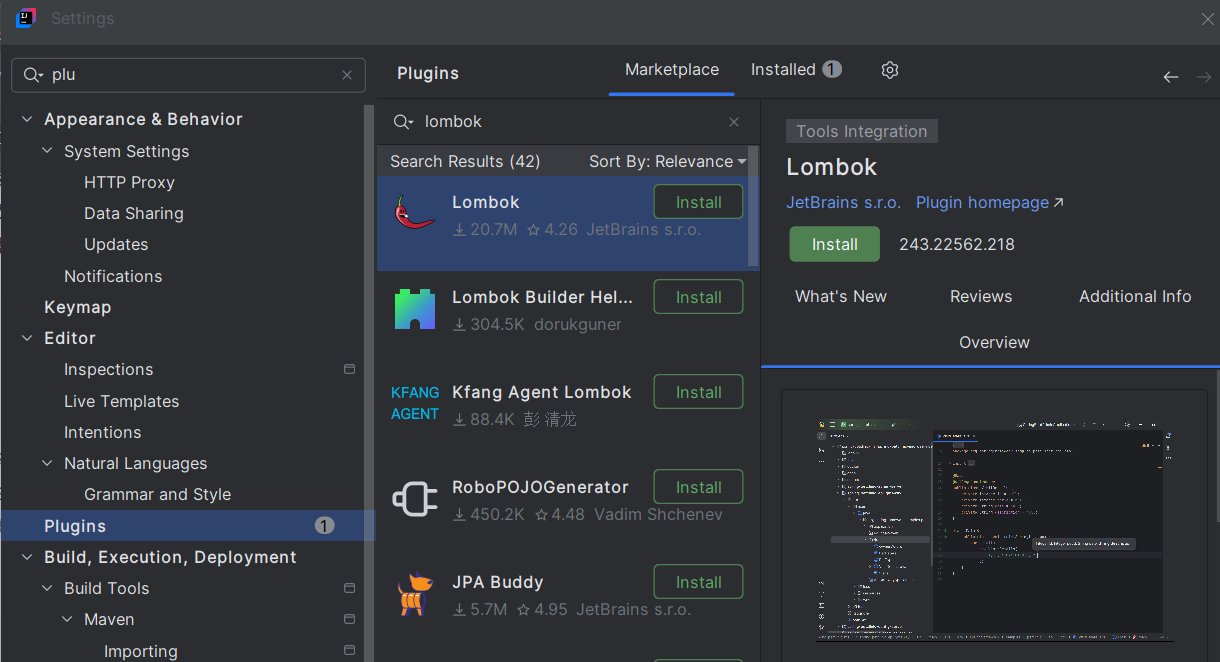 Settings
plu
Appearance & Behavior
System Settings
HTTP Proxy
Data Sharing
Updates
Notifications
Keymap
Editor
Inspections
Live Templates
Intentions
Natural Languages
Grammar and Style
Plugins 1
Build, Execution, Deployment
Build Tools
Maven
Importing
Plugins
Marketplace Installed 1
lombok
Search Results (42) Sort By: Relevance
Lombok Install
20.7M 4.26 JetBrains s.r.o.
Lombok Builder Hel... Install
304.5K dorukguner
KFANG AGENT
Kfang Agent Lombok Install
88.4K 彭清龙
RoboPOJOGenerator Install
450.2K 4.48 Vadim Shchenev
JPA Buddy Install
5.7M 4.95 JetBrains s.r.o.
Tools Integration
Lombok
JetBrains s.r.o. Plugin homepage
Install 243.22562.218
What's New Reviews Additional Info
Overview